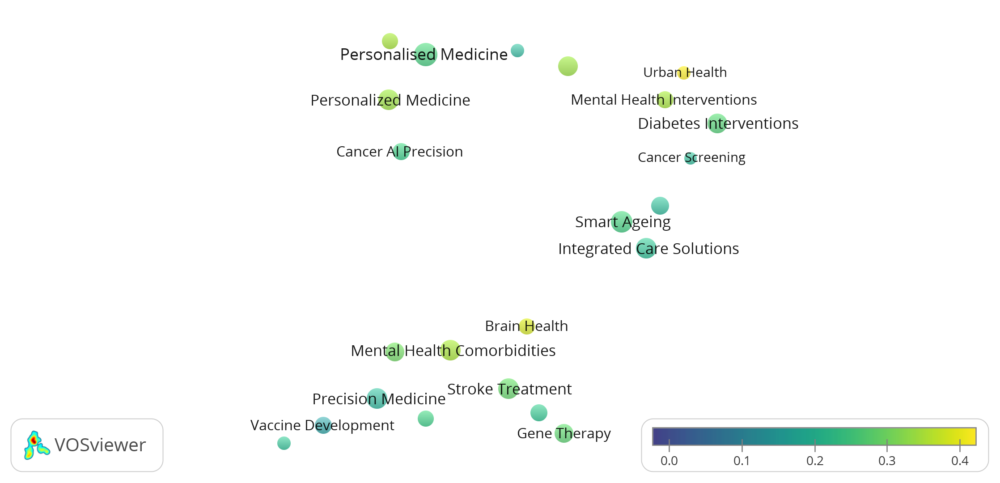 Personalised Medicine
Urban Health
Personalized Medicine
Mental Health Interventions
Diabetes Interventions
Cancer AI Precision
Cancer Screening
Smart Ageing
Integrated Care Solutions
Brain Health
Mental Health Comorbidities
Stroke Treatment
Precision Medicine
Vaccine Development
Gene Therapy
VOSviewer
0.0 0.1 0.2 0.3 0.4